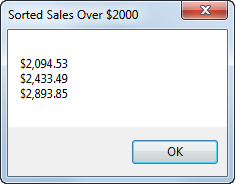 Sorted Sales Over $2000
$2,094.53
$2,433.49
$2,893.85
OK